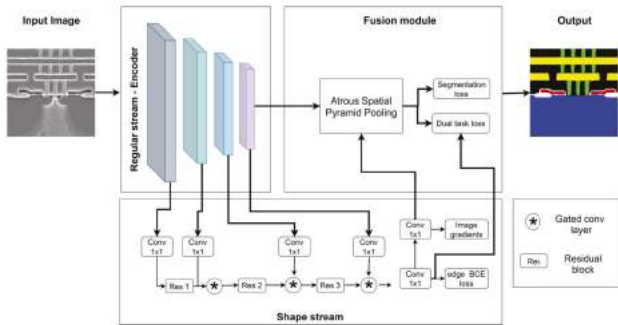 Input Image
Fusion module
Output
Regular stream - Encoder
Atrous Spatial
Pyramid Pooling
Segmentation
loss
Dual task loss
Conv
1x1
Conv
1x1
Conv
1x1
Conv
1x1
Conv
1x1
Image
gradients
Res 1
*
Res 2
*
Res 3
*
Conv
1x1
edge BCE
loss
Shape stream
*
Gated conv
layer
Residual
block